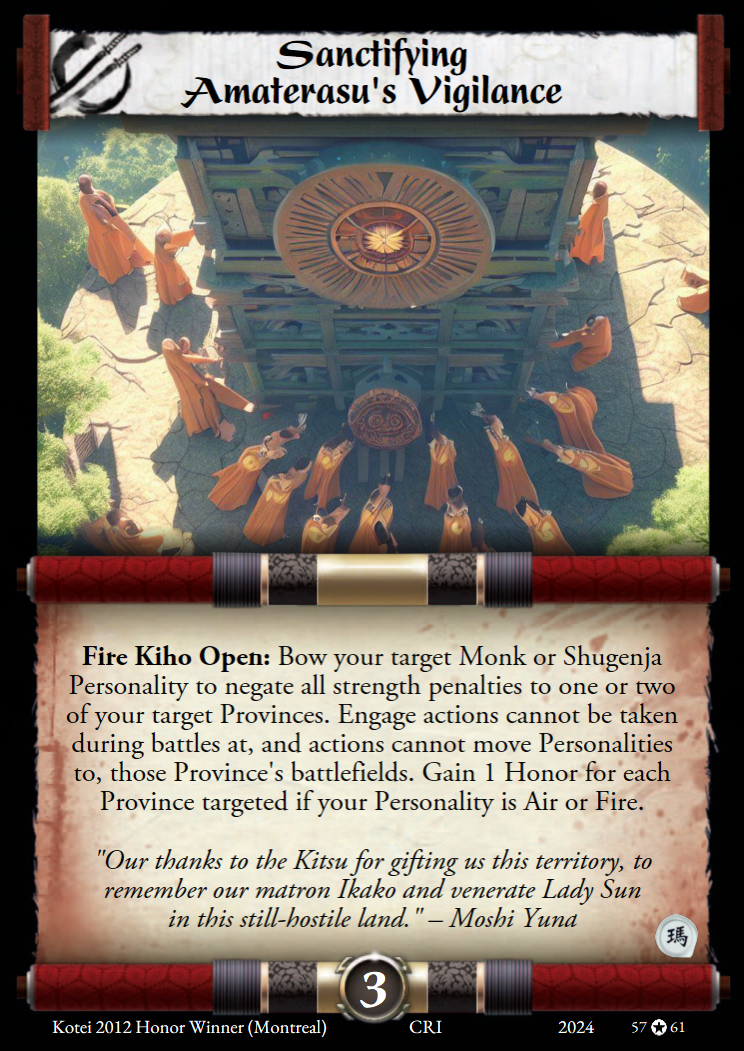 Sanctifying
Amaterasu's Vigilance
Fire Kiho Open: Bow your target Monk or Shugenja
Personality to negate all strength penalties to one or two
of your target Provinces. Engage actions cannot be taken
during battles at, and actions cannot move Personalities
to, those Province's battlefields. Gain 1 Honor for each
Province targeted if your Personality is Air or Fire.
"Our thanks to the Kitsu for gifting us this territory, to
remember our matron Ikako and venerate Lady Sun
in this still-hostile land." – Moshi Yuna
瑪
3
Kotei 2012 Honor Winner (Montreal) CRI 2024 57 ✪ 61